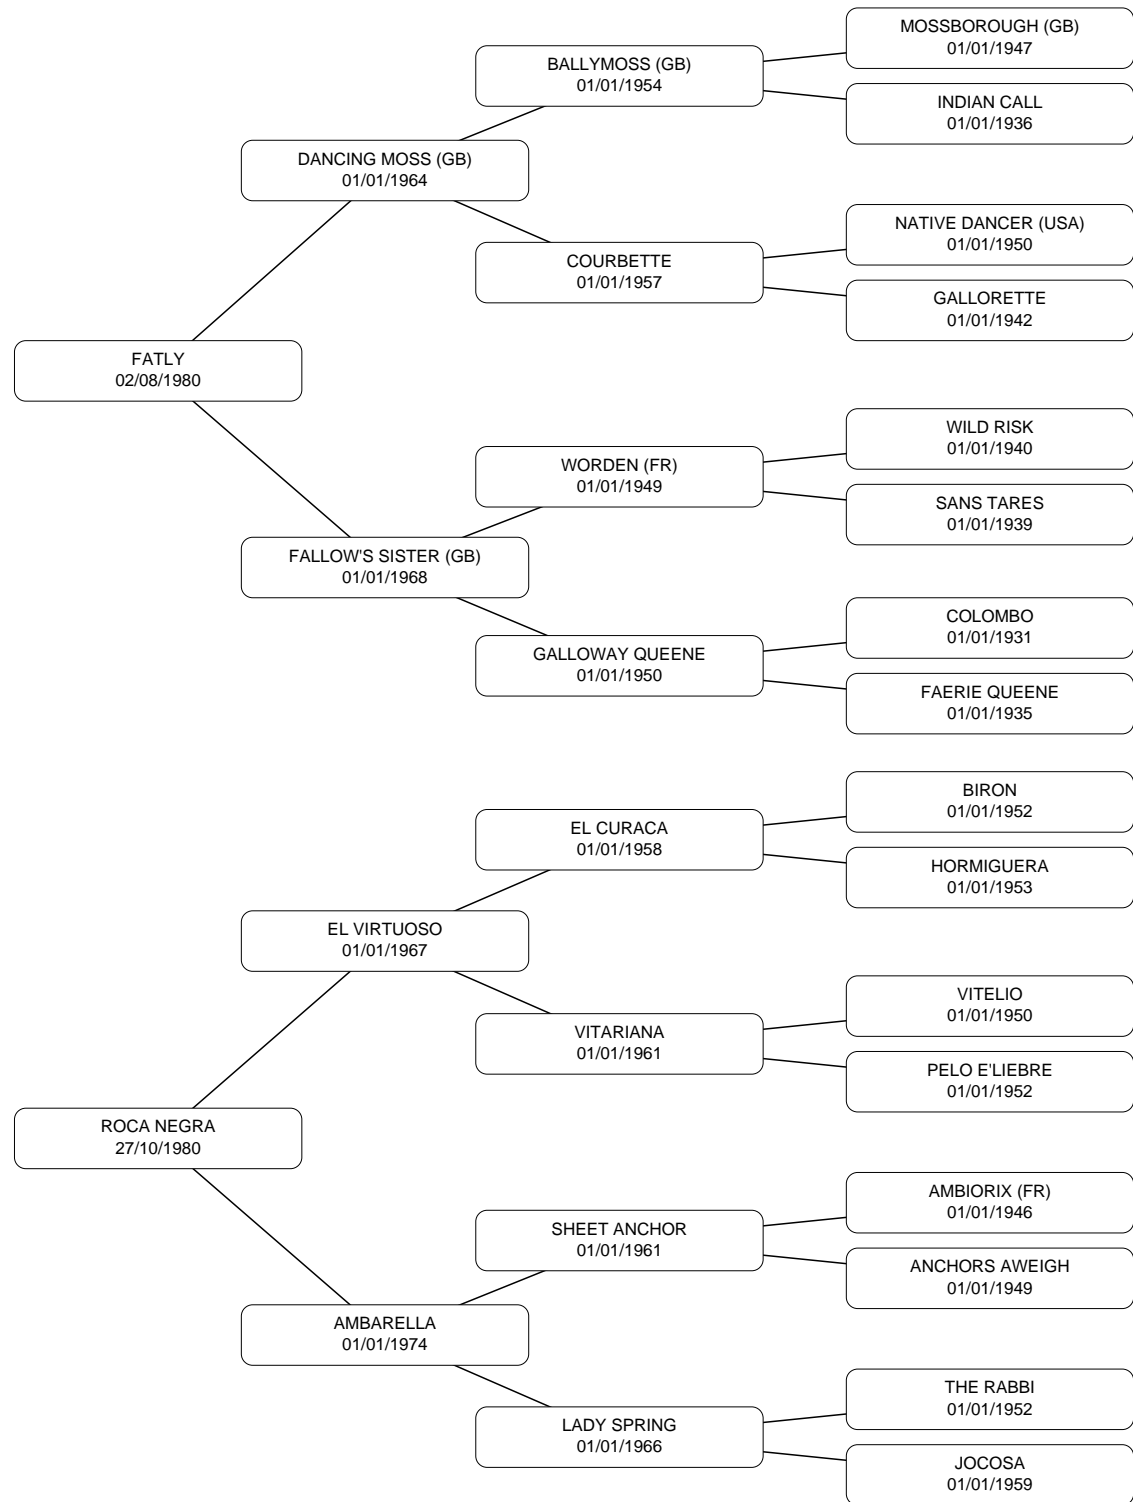 MOSSBOROUGH (GB)
01/01/1947
BALLYMOSS (GB)
01/01/1954
INDIAN CALL
01/01/1936
DANCING MOSS (GB)
01/01/1964
NATIVE DANCER (USA)
01/01/1950
COURBETTE
01/01/1957
GALLORETTE
01/01/1942
FATLY
02/08/1980
WILD RISK
01/01/1940
WORDEN (FR)
01/01/1949
SANS TARES
01/01/1939
FALLOW'S SISTER (GB)
01/01/1968
COLOMBO
01/01/1931
GALLOWAY QUEENE
01/01/1950
FAERIE QUEENE
01/01/1935
BIRON
01/01/1952
EL CURACA
01/01/1958
HORMIGUERA
01/01/1953
EL VIRTUOSO
01/01/1967
VITELIO
01/01/1950
VITARIANA
01/01/1961
PELO E'LIEBRE
01/01/1952
ROCA NEGRA
27/10/1980
AMBIORIX (FR)
01/01/1946
SHEET ANCHOR
01/01/1961
ANCHORS AWEIGH
01/01/1949
AMBARELLA
01/01/1974
THE RABBI
01/01/1952
LADY SPRING
01/01/1966
JOCOSA
01/01/1959